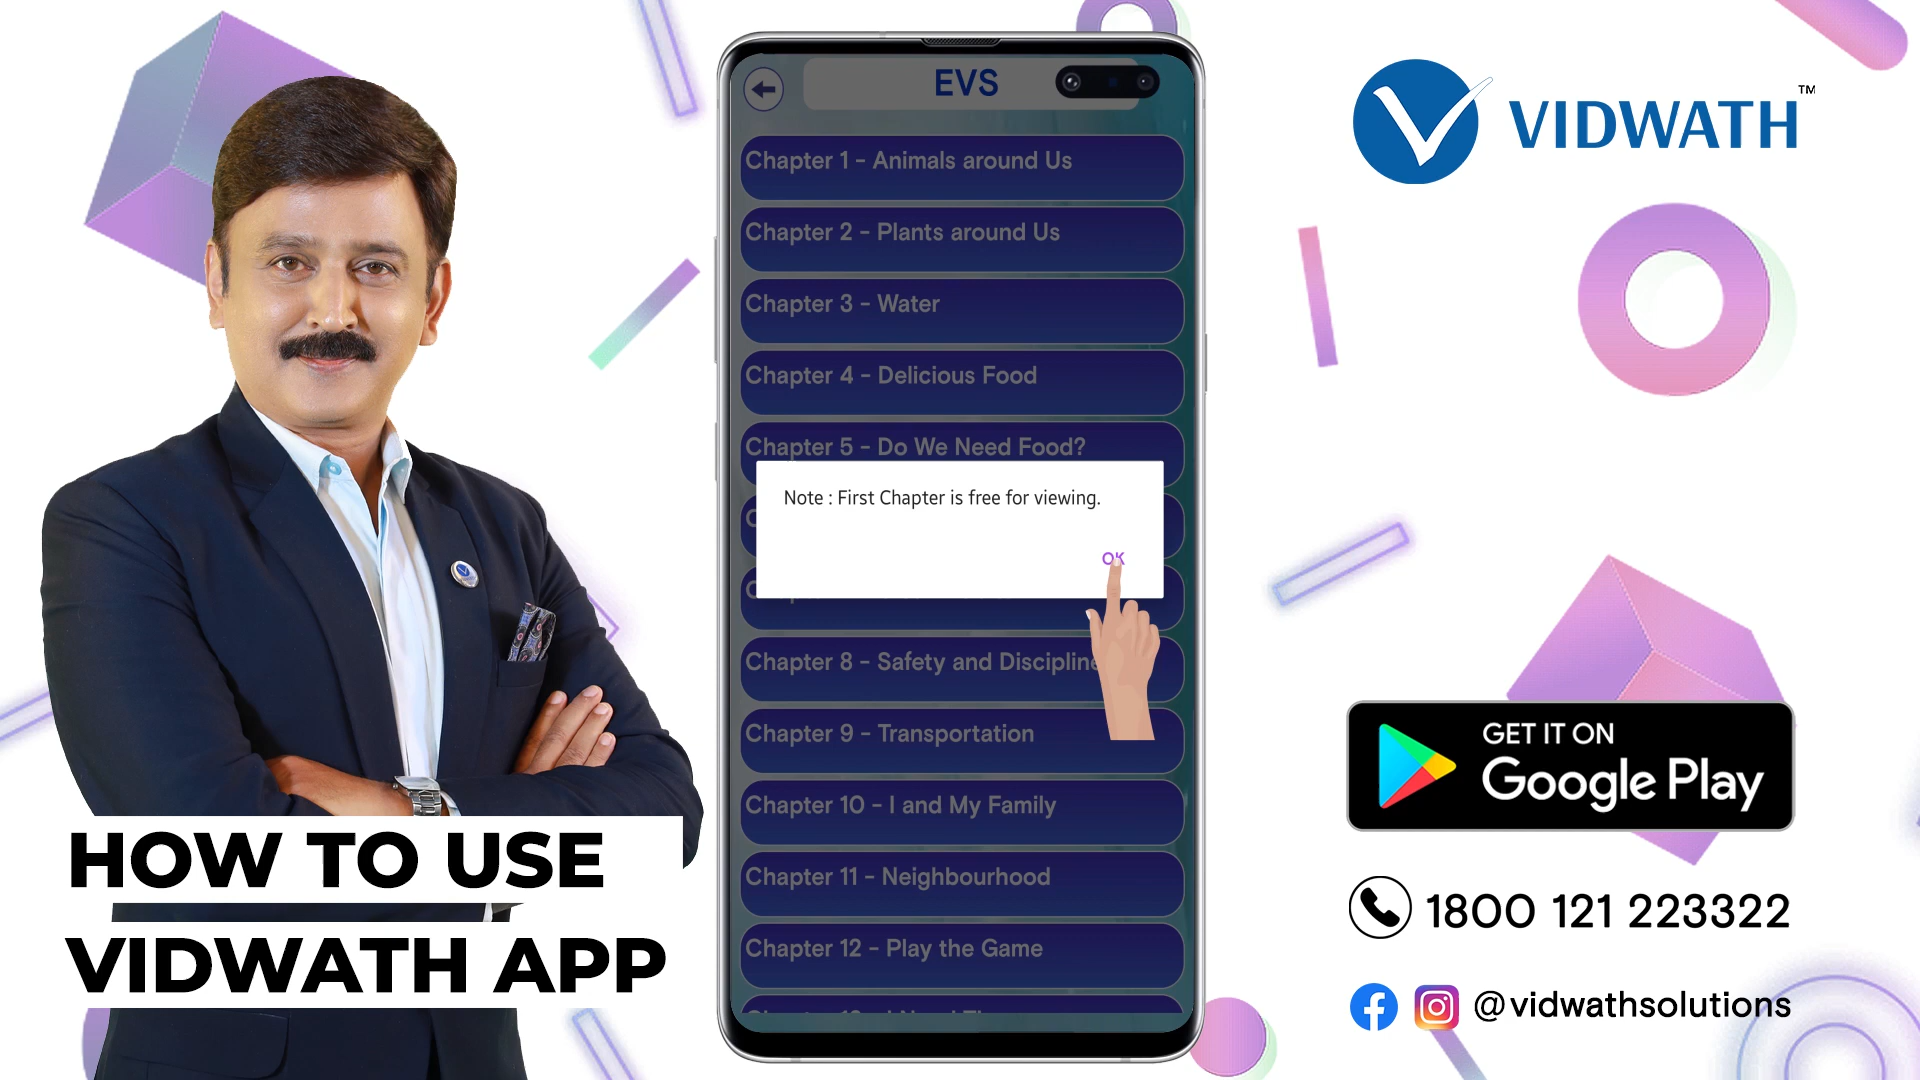 EVS
Chapter 1 - Animals around Us
Chapter 2 - Plants around Us
Chapter 3 - Water
Chapter 4 - Delicious Food
Chapter 5 - Do We Need Food?
Note : First Chapter is free for viewing.
OK
Chapter 8 - Safety and Discipline
Chapter 9 - Transportation
Chapter 10 - I and My Family
Chapter 11 - Neighbourhood
Chapter 12 - Play the Game
HOW TO USE
VIDWATH APP
VIDWATH™
GET IT ON
Google Play
1800 121 223322
@vidwathsolutions